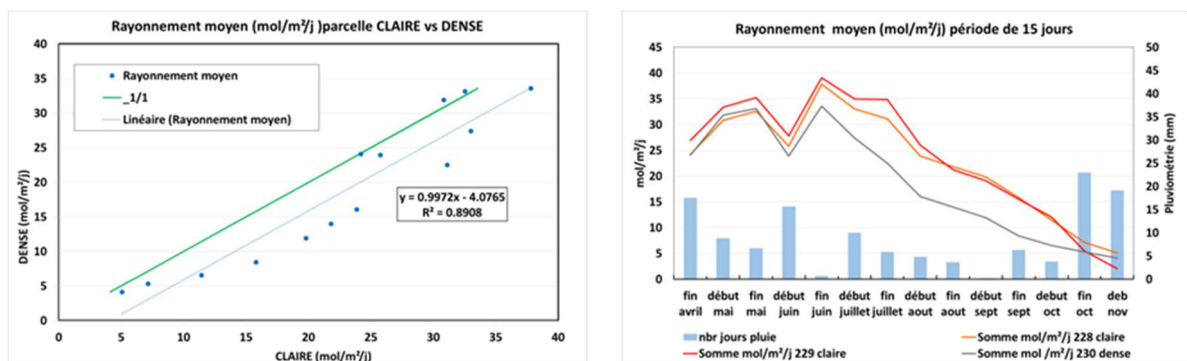 Rayonnement moyen (mol/m²/j )parcelle CLAIRE vs DENSE
40
35
30
25
20
15
10
5
0
DENSE (mol/m²/j)
Rayonnement moyen
_1/1
Linéaire (Rayonnement moyen)
y = 0.9972x - 4.0765
R² = 0.8908
0 5 10 15 20 25 30 35 40
CLAIRE (mol/m²/j)
Rayonnement moyen (mol/m²/j) période de 15 jours
45
40
35
30
25
20
15
10
5
0
mol/m²/j
50
45
40
35
30
25
20
15
10
5
0
Pluviométrie (mm)
fin début fin début fin début fin début fin début fin debut fin deb
avril mai mai juin juin juillet juillet aout aout sept sept oct oct nov
nbr jours pluie
Somme mol/m²/j 228 claire
Somme mol/m²/j 229 claire
Somme mol/m²/j 230 dense